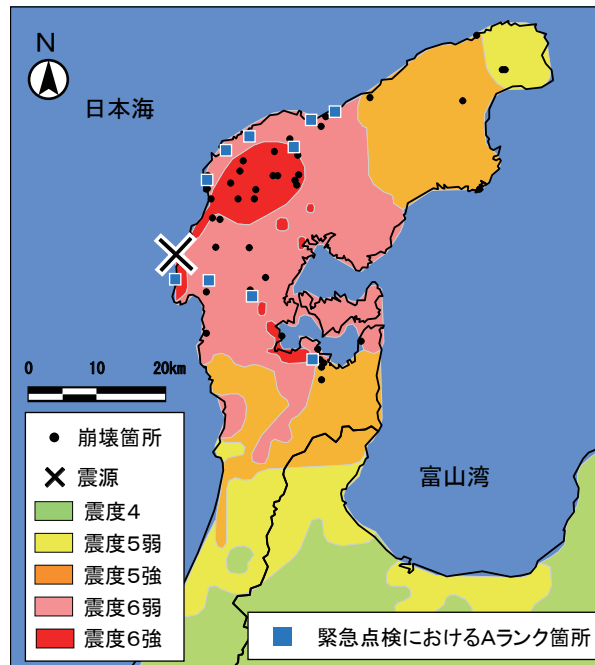 N
日本海
富山湾
0 10 20km
崩壊箇所
震源
震度4
震度5弱
震度5強
震度6弱
震度6強
緊急点検におけるAランク箇所